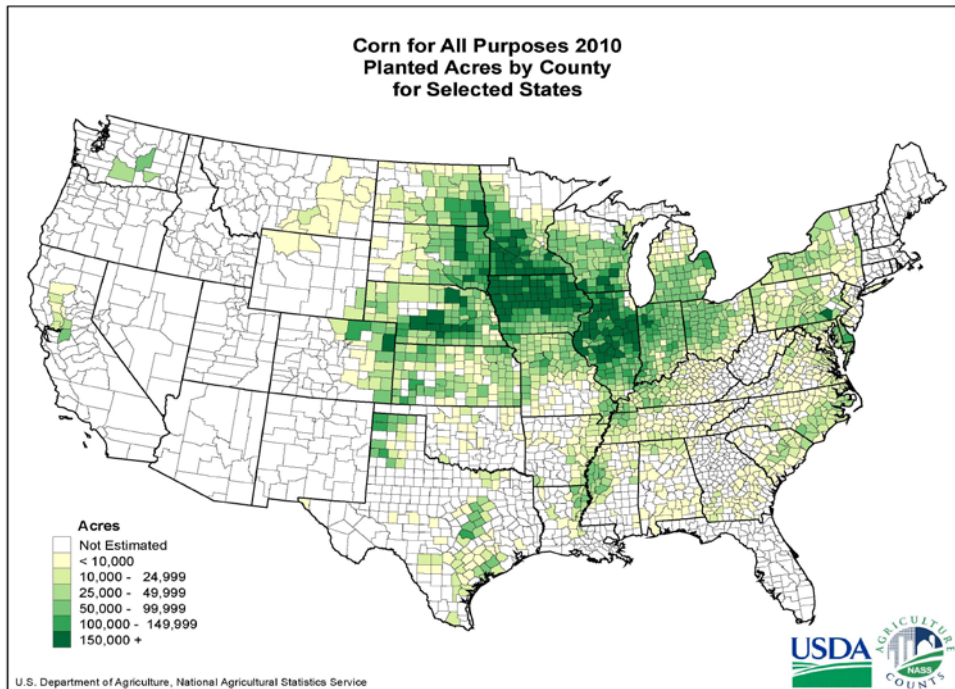 Corn for All Purposes 2010
Planted Acres by County
for Selected States
Acres
Not Estimated
< 10,000
10,000 - 24,999
25,000 - 49,999
50,000 - 99,999
100,000 - 149,999
150,000 +
USDA
AGRICULTURE
NASS
COUNTS
U.S. Department of Agriculture, National Agricultural Statistics Service